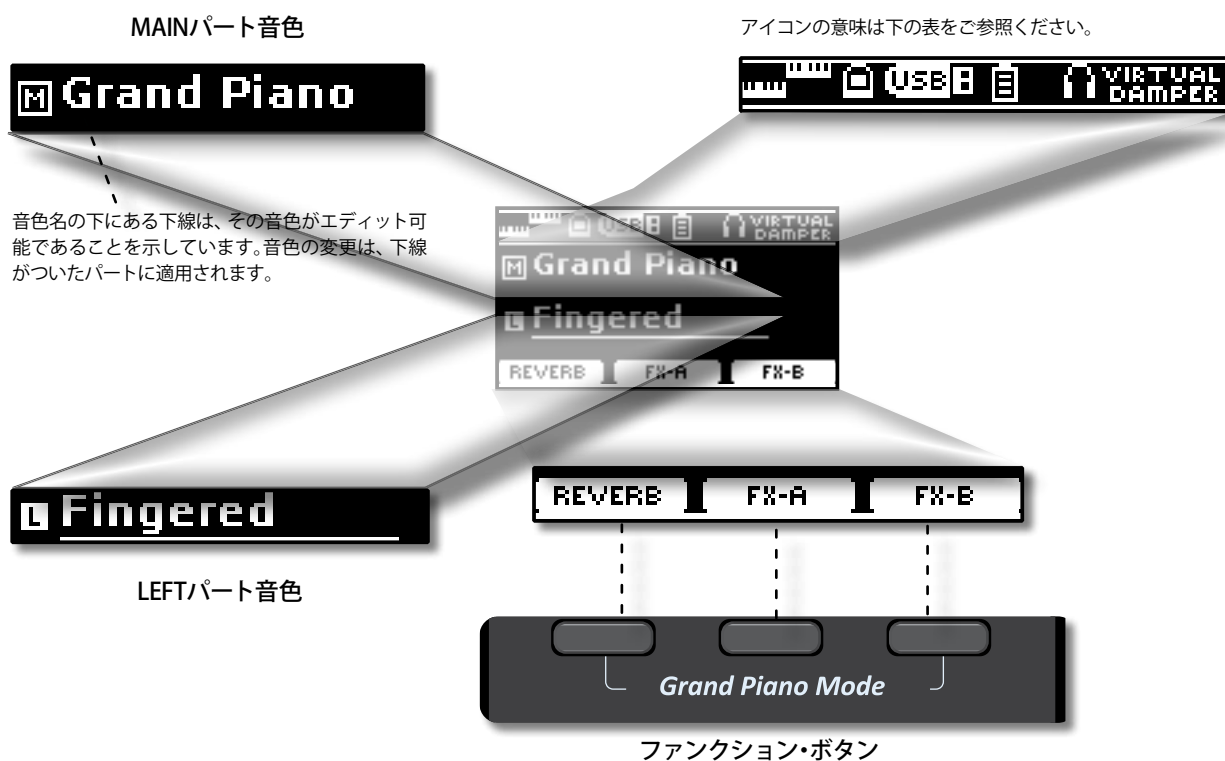 MAINパート音色
アイコンの意味は下の表をご参照ください。
M Grand Piano
USB VIRTUAL
DAMPER
音色名の下にある下線は、その音色がエディット可
能であることを示しています。音色の変更は、下線
がついたパートに適用されます。
USB VIRTUAL
DAMPER
M Grand Piano
L Fingered
REVERB FX-A FX-B
L Fingered
REVERB FX-A FX-B
LEFTパート音色
Grand Piano Mode
ファンクション・ボタン